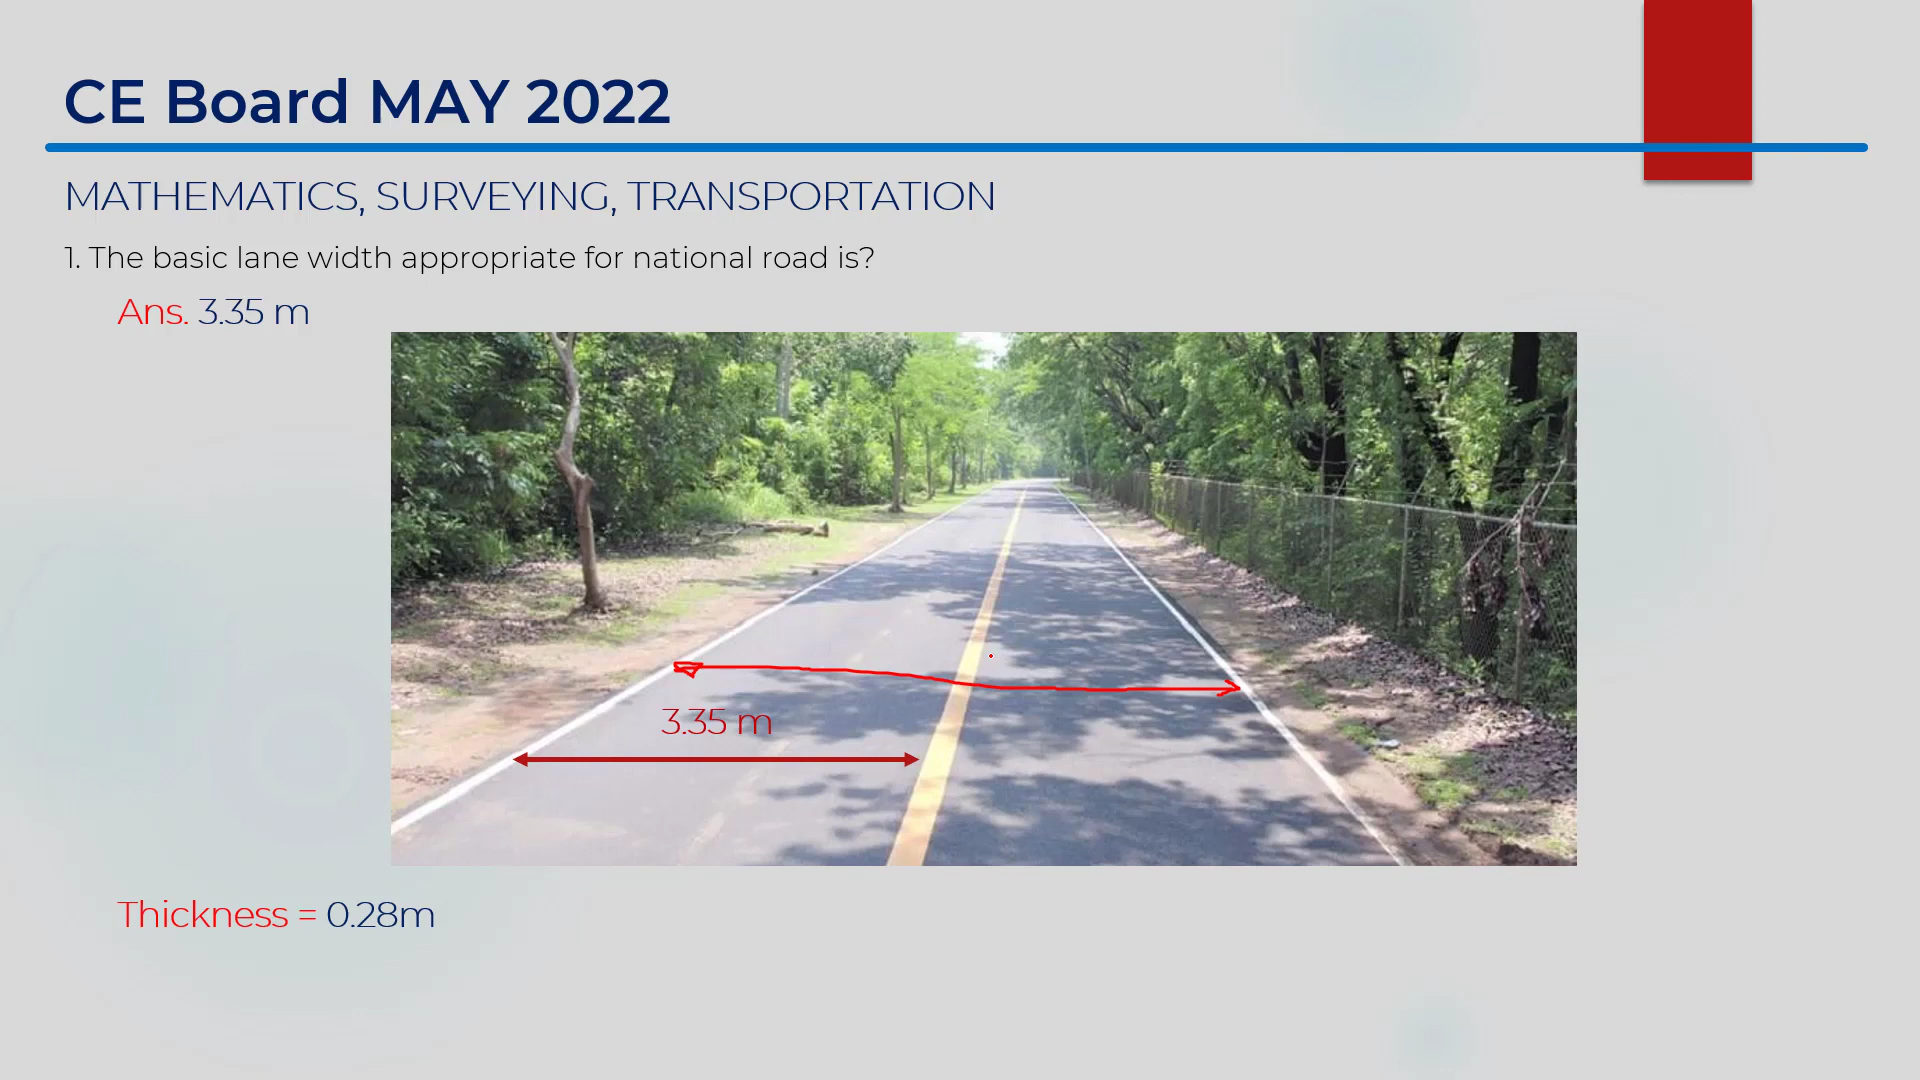 CE Board MAY 2022
MATHEMATICS, SURVEYING, TRANSPORTATION
1. The basic lane width appropriate for national road is?
Ans. 3.35 m
3.35 m
Thickness = 0.28m